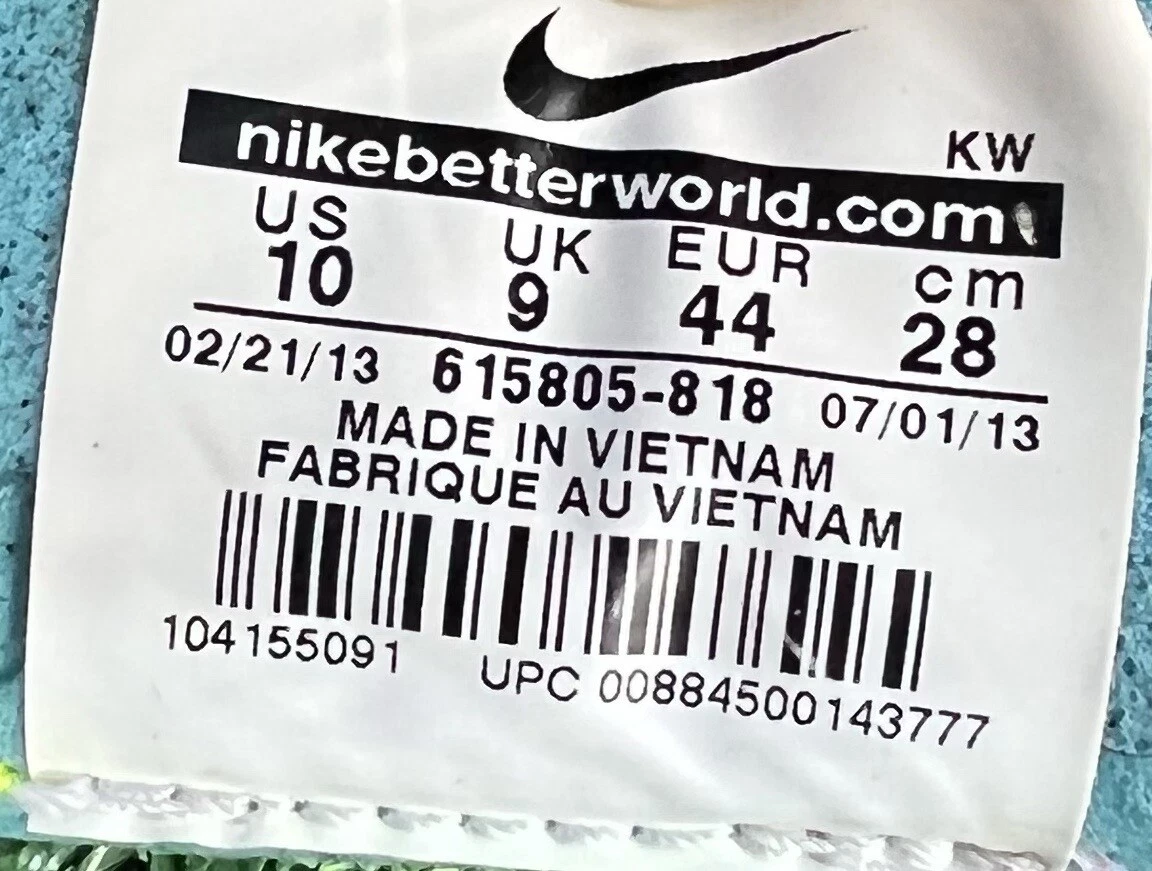 KW
nikebetterworld.com
US UK EUR cm
10 9 44 28
02/21/13 615805-818 07/01/13
MADE IN VIETNAM
FABRIQUE AU VIETNAM
104155091 UPC 00884500143777